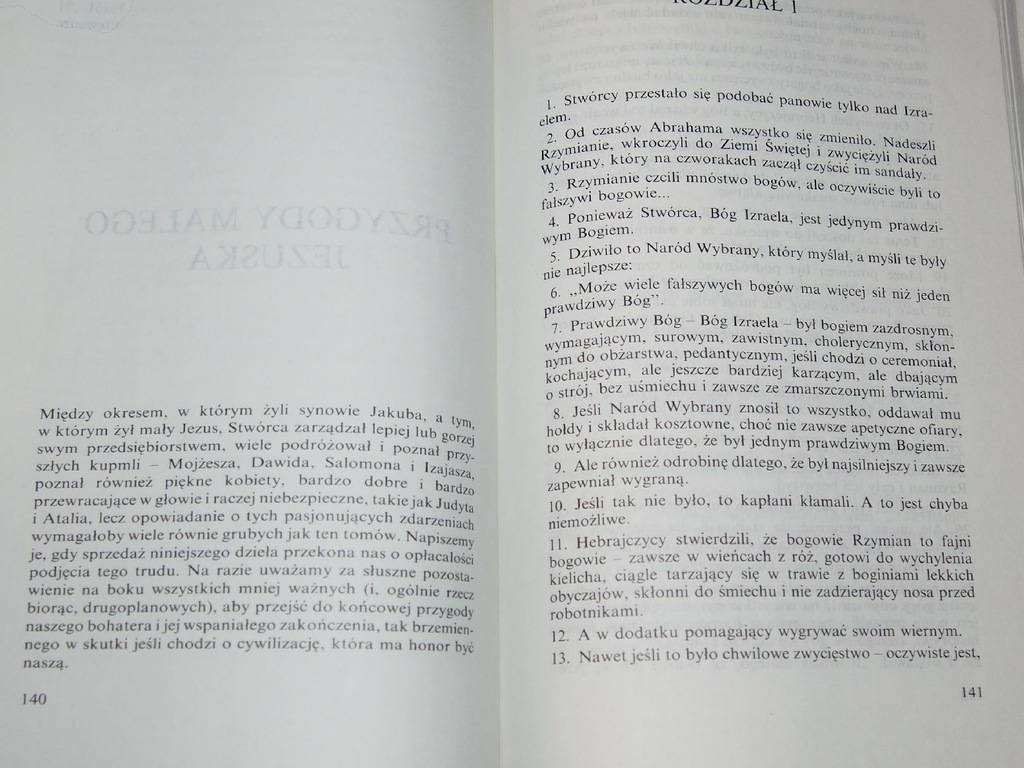 PRZYGODY MAŁEGO
JEZUSKA
Między okresem, w którym żyli synowie Jakuba, a tym,
w którym żył mały Jezus, Stwórca zarządzał lepiej lub gorzej
swym przedsiębiorstwem, wiele podróżował i poznał przy-
szłych kupmli – Mojżesza, Dawida, Salomona i Izajasza,
poznał również piękne kobiety, bardzo dobre i bardzo
przewracające w głowie i raczej niebezpieczne, takie jak Judyta
i Atalia, lecz opowiadanie o tych pasjonujących zdarzeniach
wymagałoby wiele równie grubych jak ten tomów. Napiszemy
je, gdy sprzedaż niniejszego dzieła przekona nas o opłacalości
podjęcia tego trudu. Na razie uważamy za słuszne pozosta-
wienie na boku wszystkich mniej ważnych (i, ogólnie rzecz
biorąc, drugoplanowych), aby przejść do końcowej przygody
naszego bohatera i jej wspaniałego zakończenia, tak brzemien-
nego w skutki jeśli chodzi o cywilizację, która ma honor być
naszą.
140
ROZDZIAŁ 1
1. Stwórcy przestało się podobać panowie tylko nad Izra-
elem.
2. Od czasów Abrahama wszystko się zmieniło. Nadeszli
Rzymianie, wkroczyli do Ziemi Świętej i zwyciężyli Naród
Wybrany, który na czworakach zaczął czyścić im sandały.
3. Rzymianie czcili mnóstwo bogów, ale oczywiście byli to
fałszywi bogowie...
4. Ponieważ Stwórca, Bóg Izraela, jest jedynym prawdzi-
wym Bogiem.
5. Dziwiło to Naród Wybrany, który myślał, a myśli te były
nie najlepsze:
6. „Może wiele fałszywych bogów ma więcej sił niż jeden
prawdziwy Bóg”.
7. Prawdziwy Bóg – Bóg Izraela – był bogiem zazdrosnym,
wymagającym, surowym, zawistnym, cholerycznym, skłon-
nym do obżarstwa, pedantycznym, jeśli chodzi o ceremoniał,
kochającym, ale jeszcze bardziej karzącym, ale dbającym
o strój, bez uśmiechu i zawsze ze zmarszczonymi brwiami.
8. Jeśli Naród Wybrany znosił to wszystko, oddawał mu
hołdy i składał kosztowne, choć nie zawsze apetyczne ofiary,
to wyłącznie dlatego, że był jednym prawdziwym Bogiem.
9. Ale również odrobinę dlatego, że był najsilniejszy i zawsze
zapewniał wygraną.
10. Jeśli tak nie było, to kapłani kłamali. A to jest chyba
niemożliwe.
11. Hebrajczycy stwierdzili, że bogowie Rzymian to fajni
bogowie – zawsze w wieńcach z róż, gotowi do wychylenia
kielicha, ciągle tarzający się w trawie z boginiami lekkich
obyczajów, skłonni do śmiechu i nie zadzierający nosa przed
robotnikami.
12. A w dodatku pomagający wygrywać swoim wiernym.
13. Nawet jeśli to było chwilowe zwycięstwo – oczywiste jest,
141